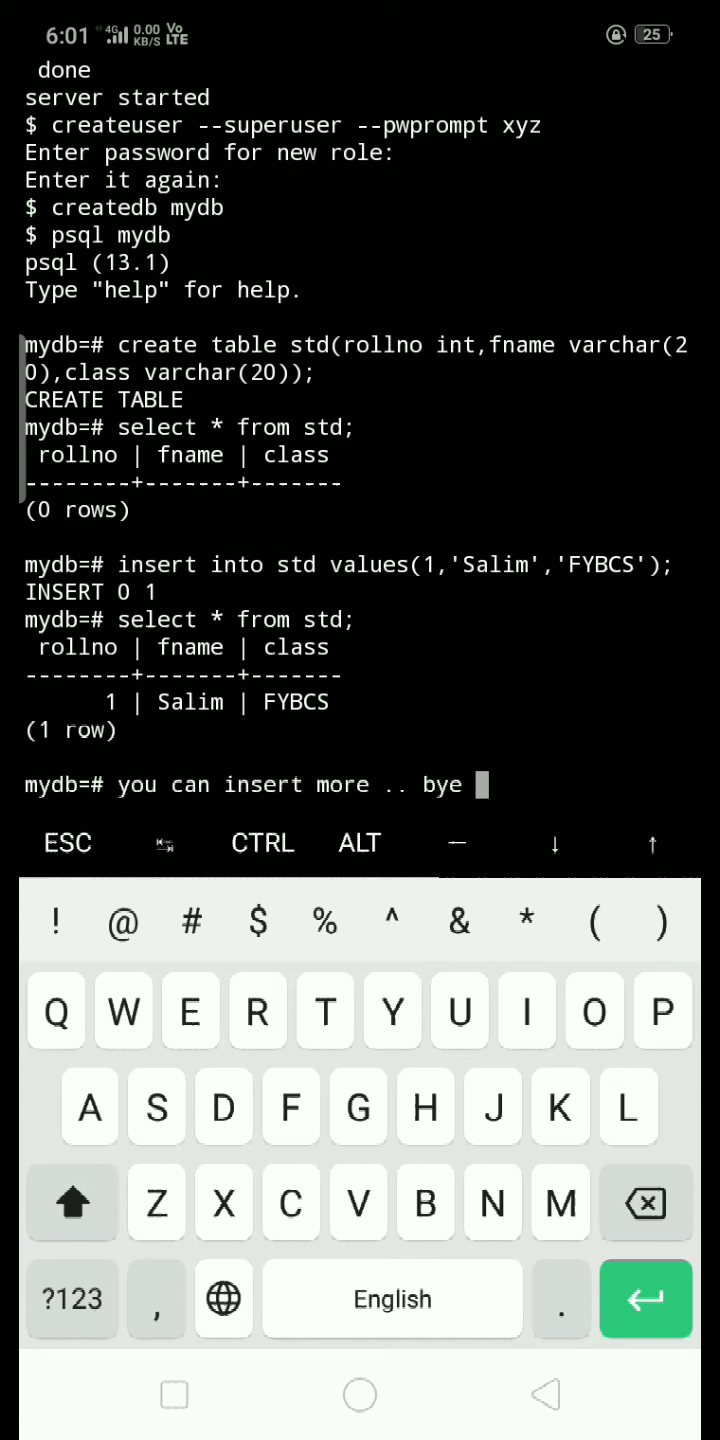 6:01 4G 0.00 KB/S Vo LTE 25
done
server started
$ createuser --superuser --pwprompt xyz
Enter password for new role:
Enter it again:
$ createdb mydb
$ psql mydb
psql (13.1)
Type "help" for help.
mydb=# create table std(rollno int,fname varchar(2
0),class varchar(20));
CREATE TABLE
mydb=# select * from std;
rollno | fname | class
--------+-------+-------
(0 rows)
mydb=# insert into std values(1,'Salim','FYBCS');
INSERT 0 1
mydb=# select * from std;
rollno | fname | class
--------+-------+-------
1 | Salim | FYBCS
(1 row)
mydb=# you can insert more .. bye
ESC ↹ CTRL ALT — ↓ ↑
! @ # $ % ^ & * ( )
Q W E R T Y U I O P
A S D F G H J K L
Z X C V B N M
?123 , English .